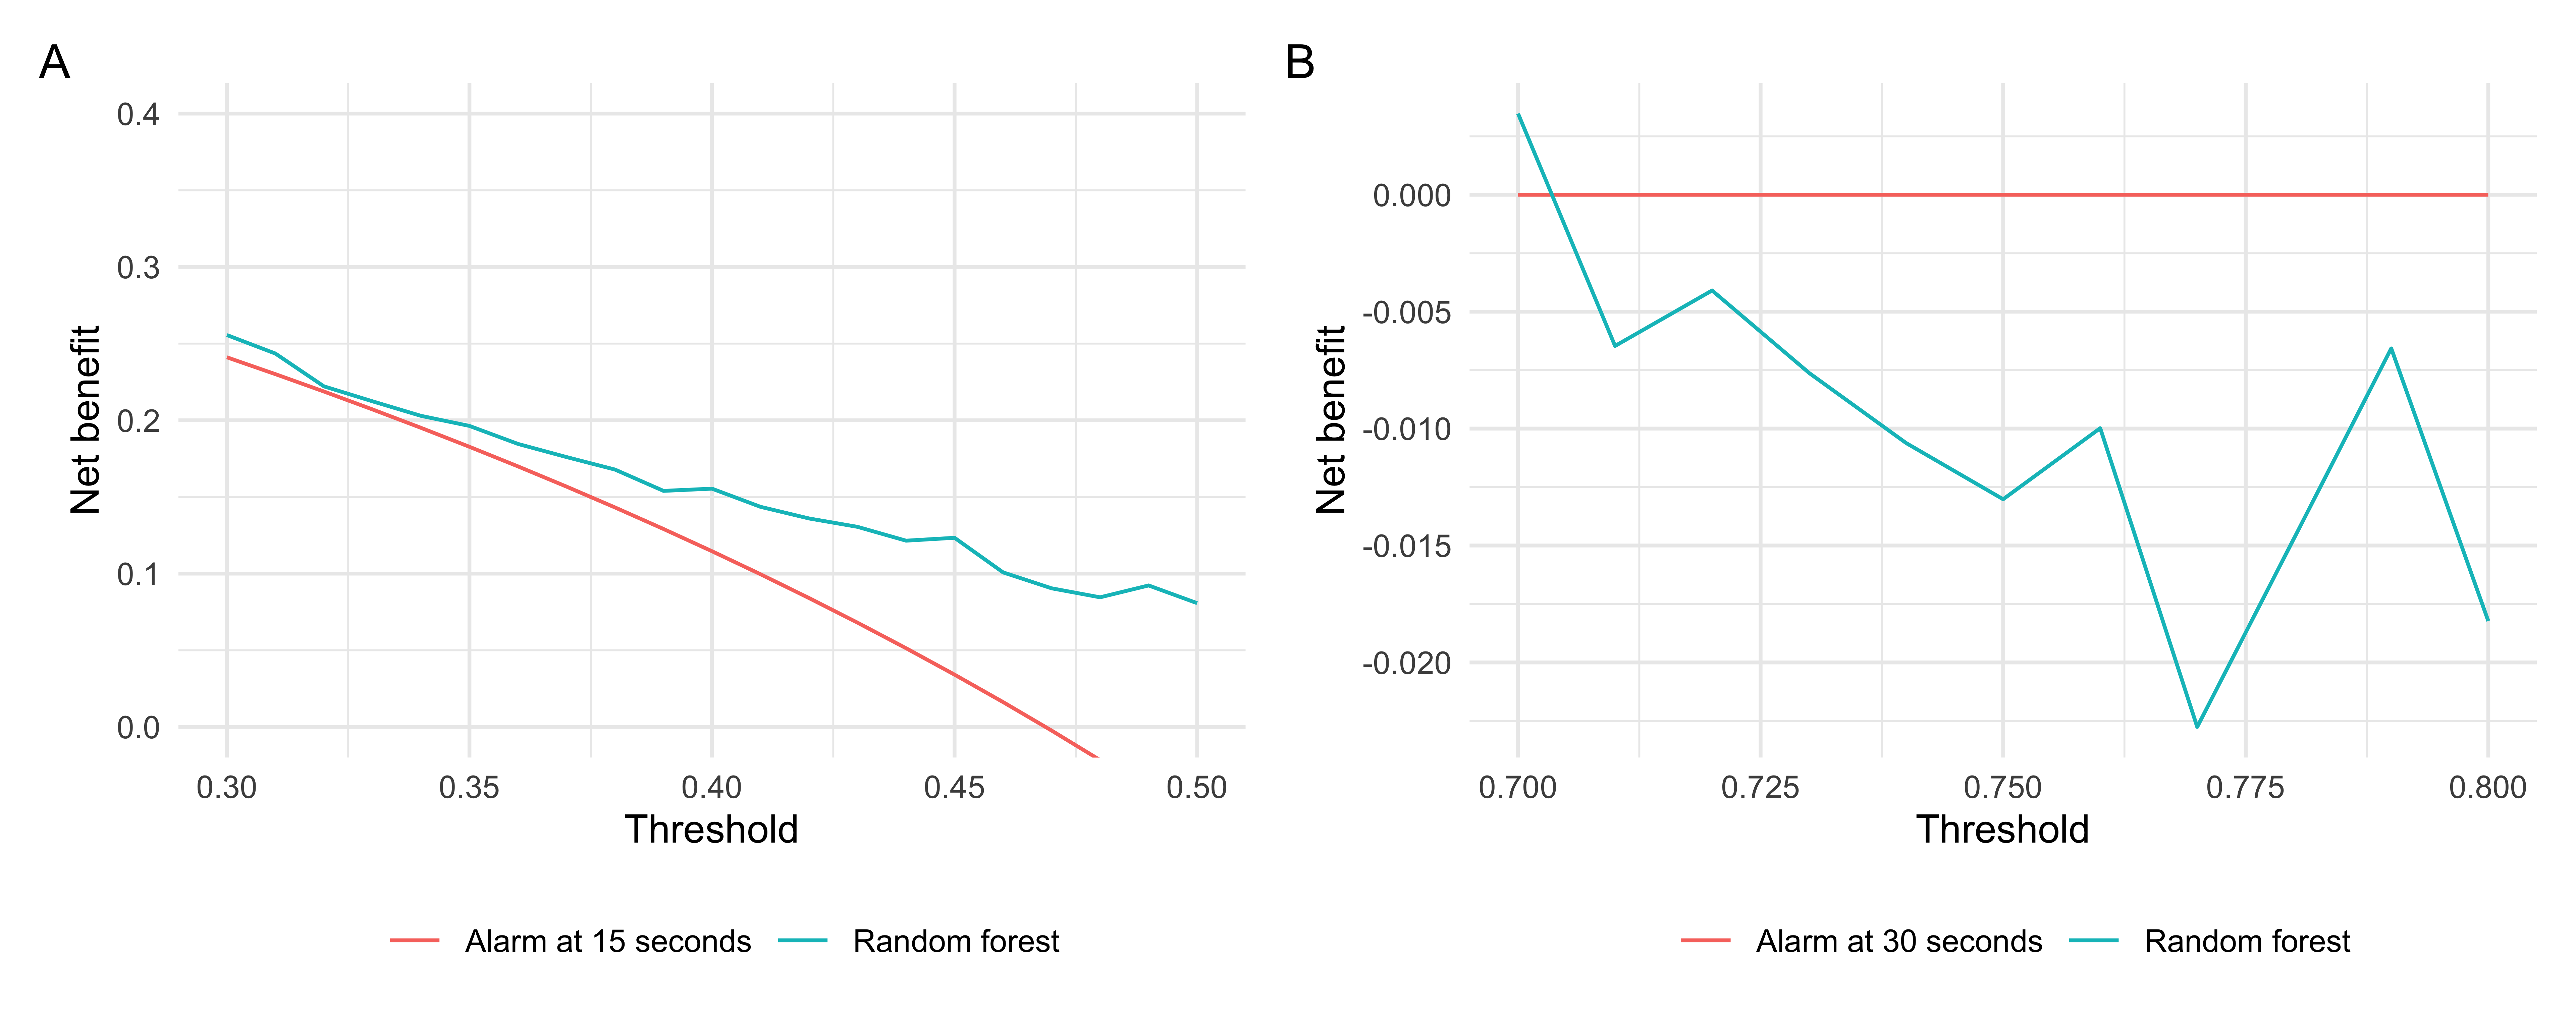 A
Net benefit
0.4
0.3
0.2
0.1
0.0
0.30 0.35 0.40 0.45 0.50
Threshold
Alarm at 15 seconds Random forest
B
Net benefit
0.000
-0.005
-0.010
-0.015
-0.020
0.700 0.725 0.750 0.775 0.800
Threshold
Alarm at 30 seconds Random forest